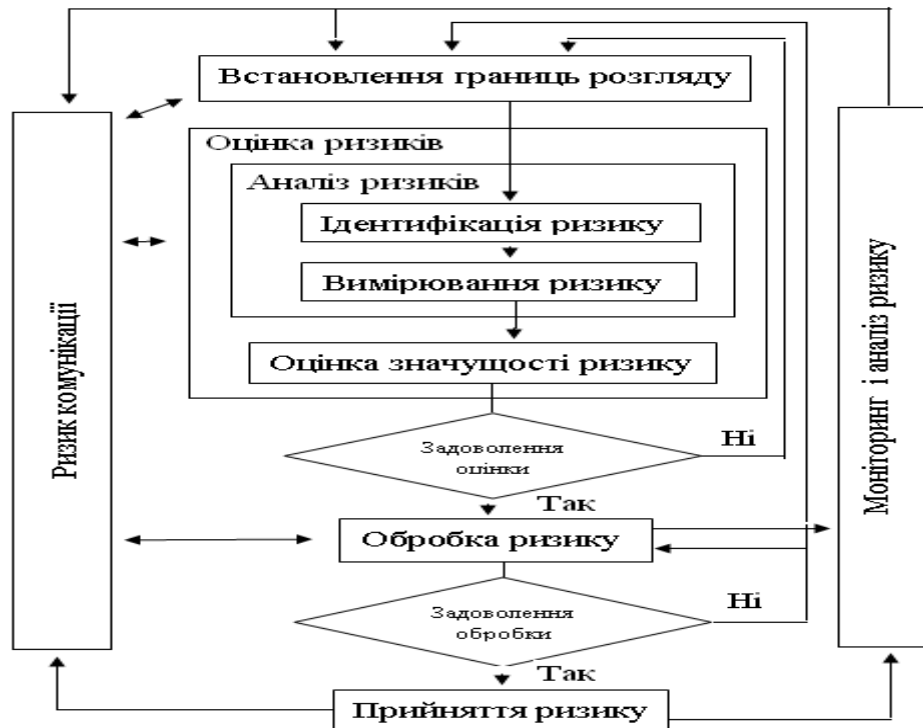 Встановлення границь розгляду
Оцінка ризиків
Аналіз ризиків
Ідентифікація ризику
Вимірювання ризику
Оцінка значущості ризику
Задоволення
оцінки
Ні
Так
Обробка ризику
Задоволення
обробки
Ні
Так
Прийняття ризику
Ризик комунікації
Моніторинг і аналіз ризику